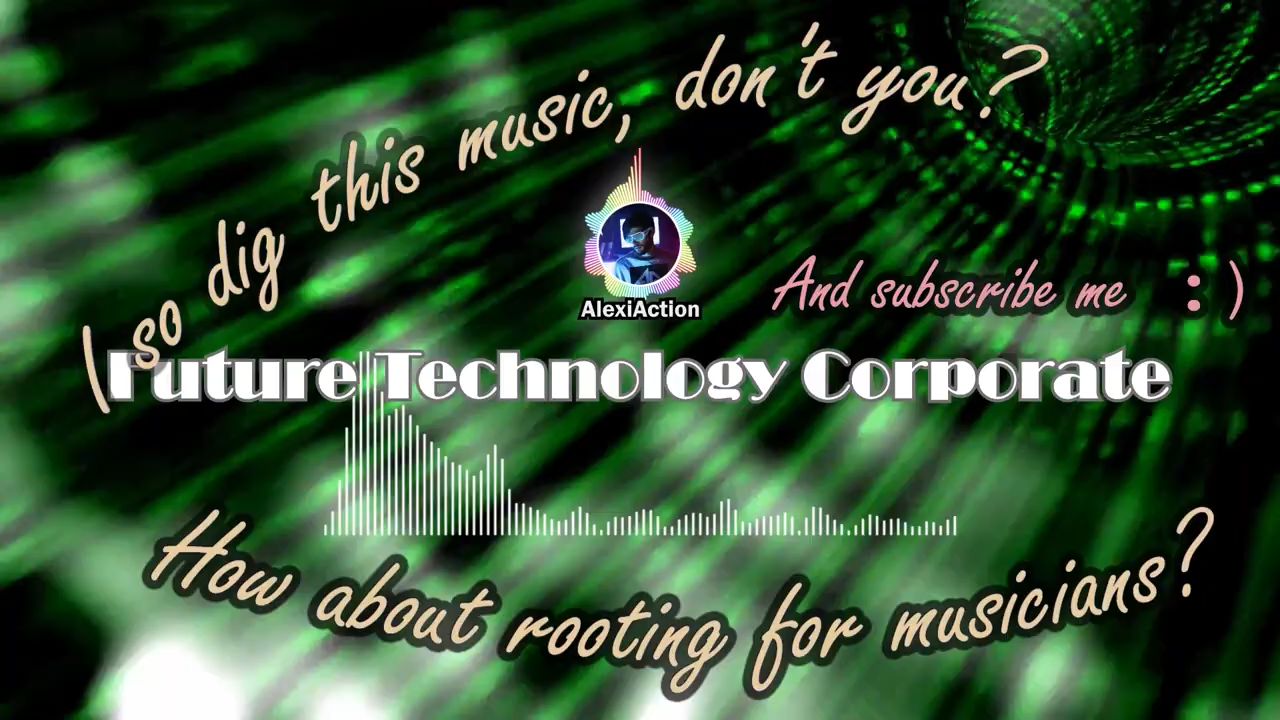 I so dig this music, don't you?
AlexiAction
And subscribe me : )
Future Technology Corporate
How about rooting for musicians?